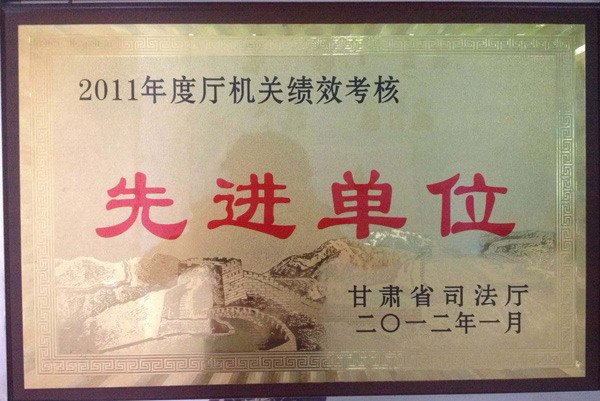 2011年度厅机关绩效考核
先进单位
甘肃省司法厅
二〇一二年一月